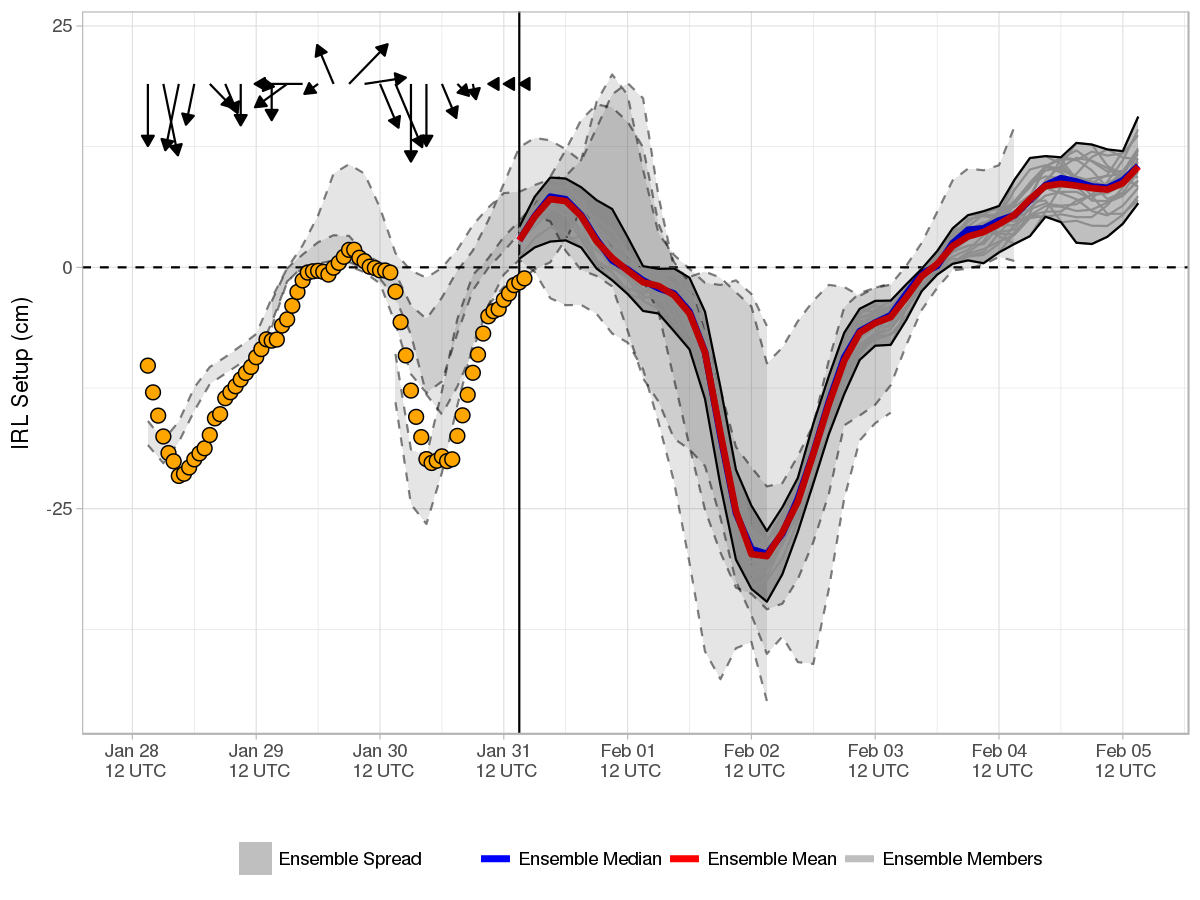 25
0
-25
IRL Setup (cm)
Jan 28 Jan 29 Jan 30 Jan 31 Feb 01 Feb 02 Feb 03 Feb 04 Feb 05
12 UTC 12 UTC 12 UTC 12 UTC 12 UTC 12 UTC 12 UTC 12 UTC 12 UTC
Ensemble Spread Ensemble Median Ensemble Mean Ensemble Members